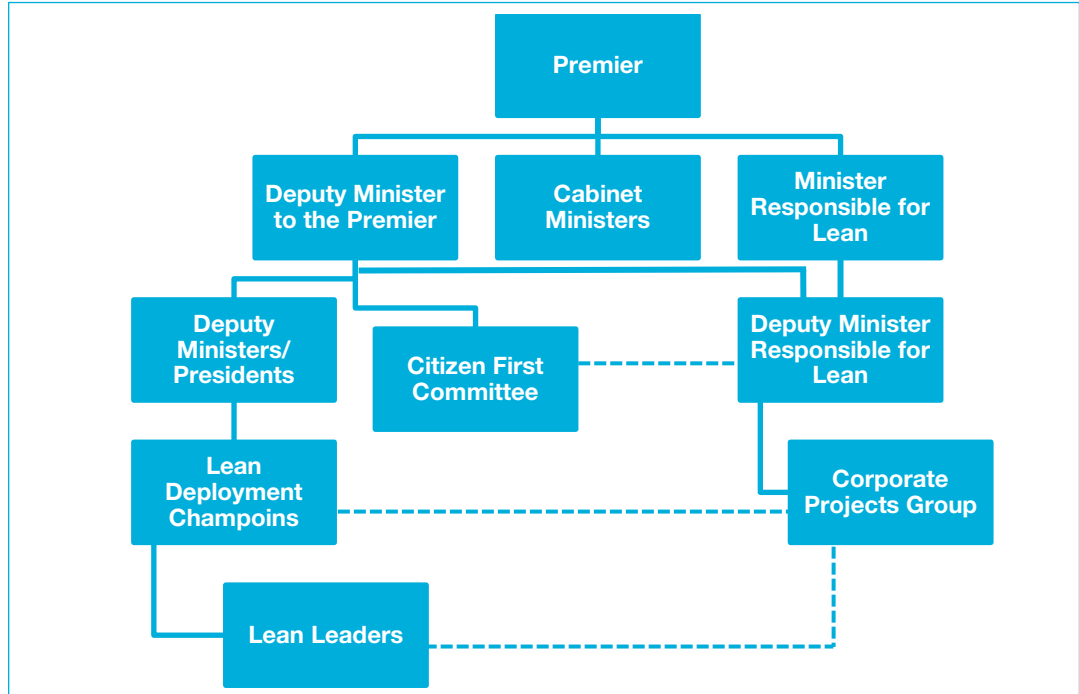 Premier
Deputy Minister
to the Premier
Cabinet
Ministers
Minister
Responsible for
Lean
Deputy
Ministers/
Presidents
Citizen First
Committee
Deputy Minister
Responsible for
Lean
Lean
Deployment
Champoins
Corporate
Projects Group
Lean Leaders